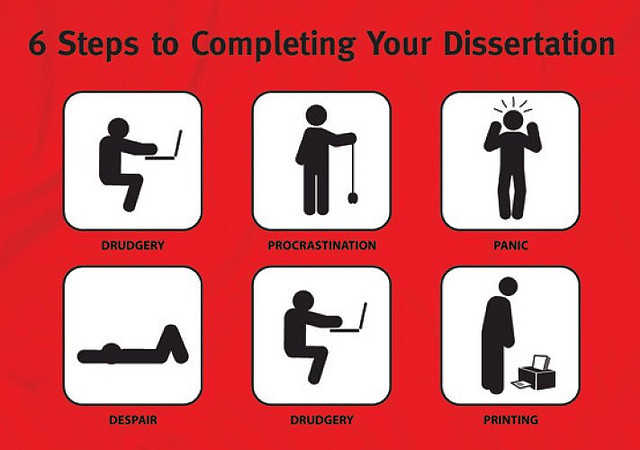 6 Steps to Completing Your Dissertation
DRUDGERY
PROCRASTINATION
PANIC
DESPAIR
DRUDGERY
PRINTING